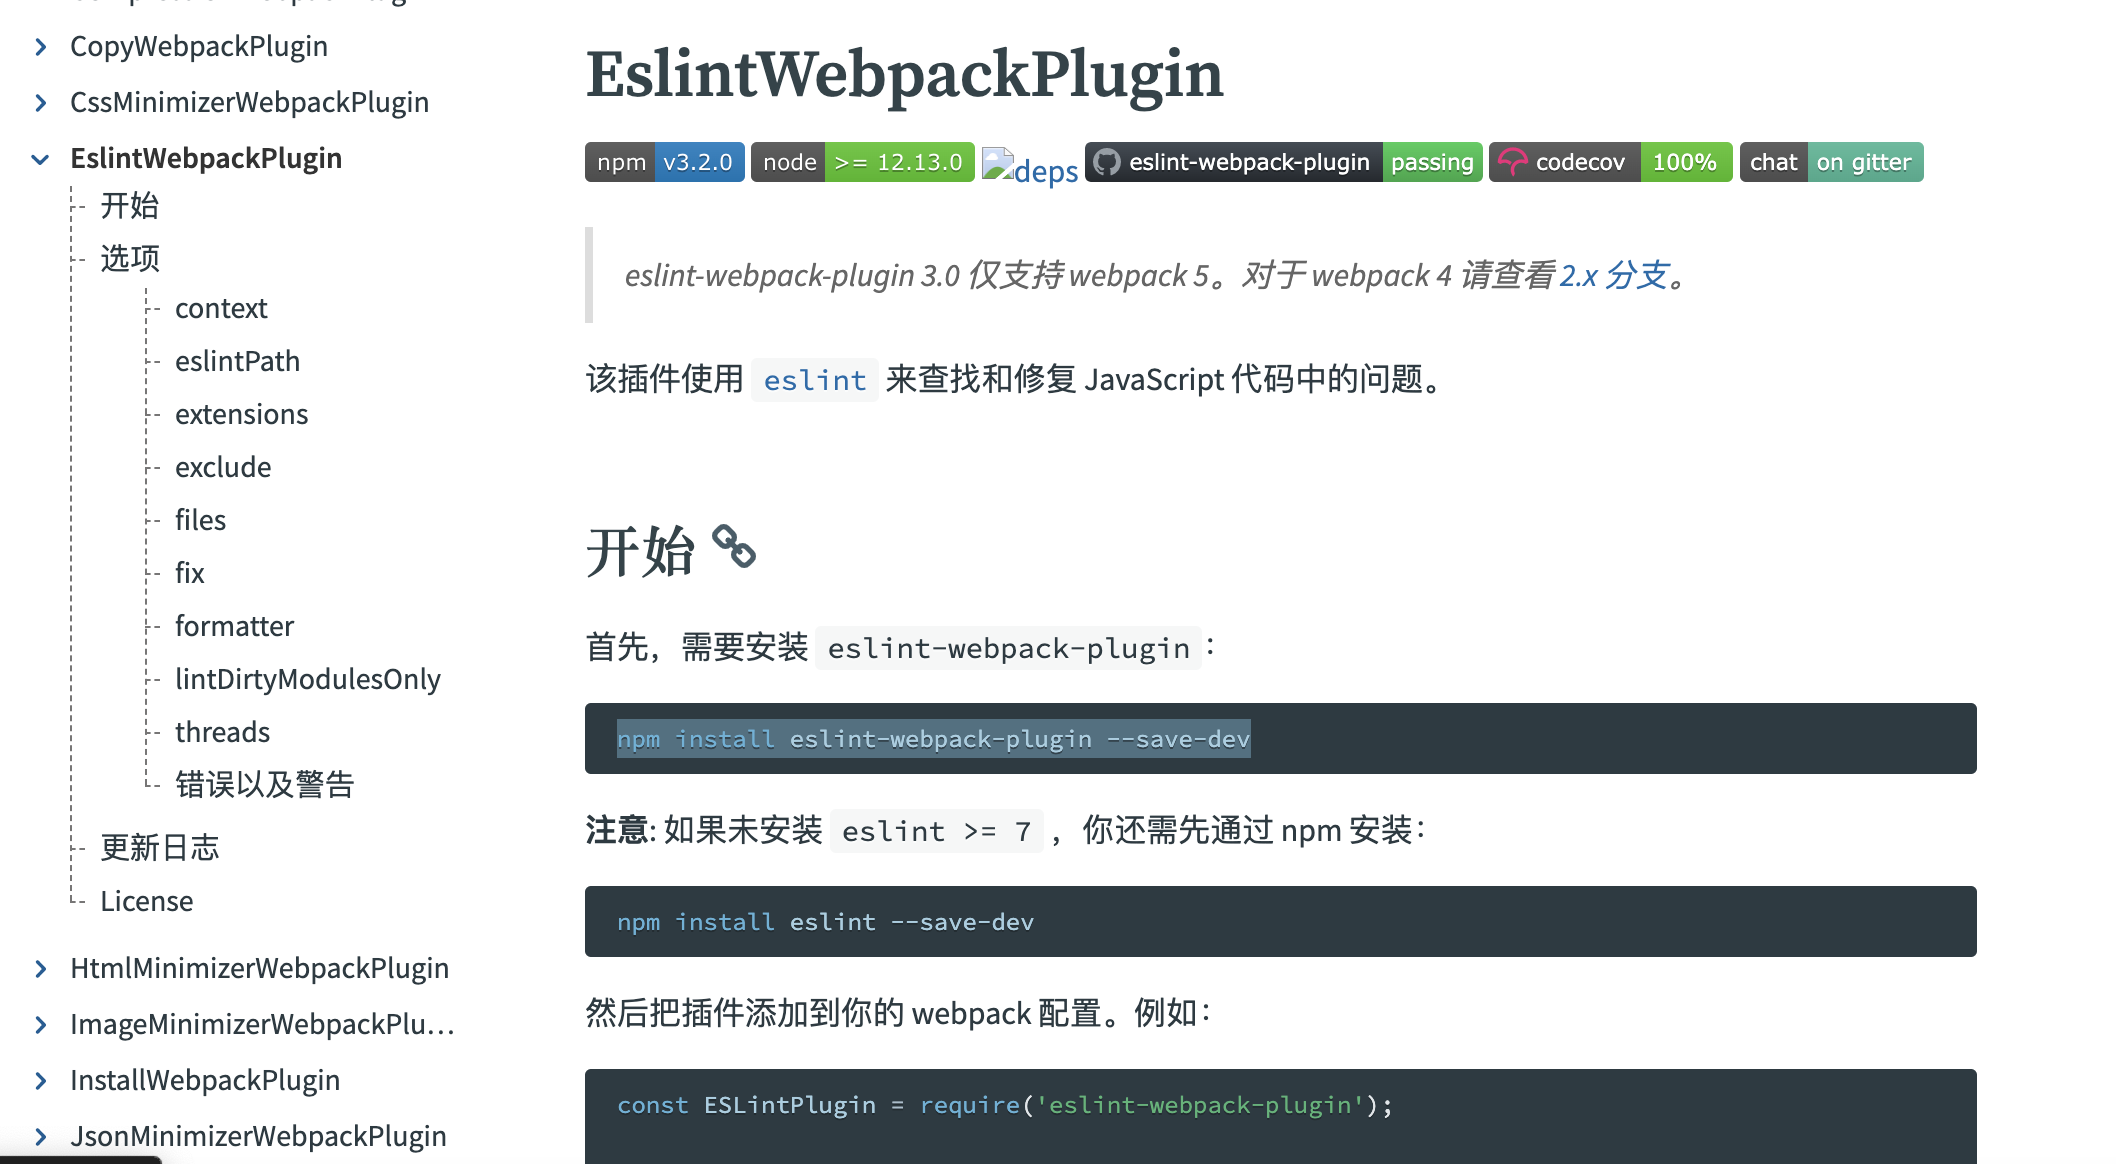 CopyWebpackPlugin
CssMinimizerWebpackPlugin
EslintWebpackPlugin
开始
选项
context
eslintPath
extensions
exclude
files
fix
formatter
lintDirtyModulesOnly
threads
错误以及警告
更新日志
License
HtmlMinimizerWebpackPlugin
ImageMinimizerWebpackPlu...
InstallWebpackPlugin
JsonMinimizerWebpackPlugin
EslintWebpackPlugin
npm v3.2.0 node >= 12.13.0 deps eslint-webpack-plugin passing codecov 100% chat on gitter
eslint-webpack-plugin 3.0 仅支持 webpack 5。对于 webpack 4 请查看 2.x 分支。
该插件使用 eslint 来查找和修复 JavaScript 代码中的问题。
开始
首先，需要安装 eslint-webpack-plugin：
npm install eslint-webpack-plugin --save-dev
注意: 如果未安装 eslint >= 7 ，你还需先通过 npm 安装：
npm install eslint --save-dev
然后把插件添加到你的 webpack 配置。例如：
const ESLintPlugin = require('eslint-webpack-plugin');